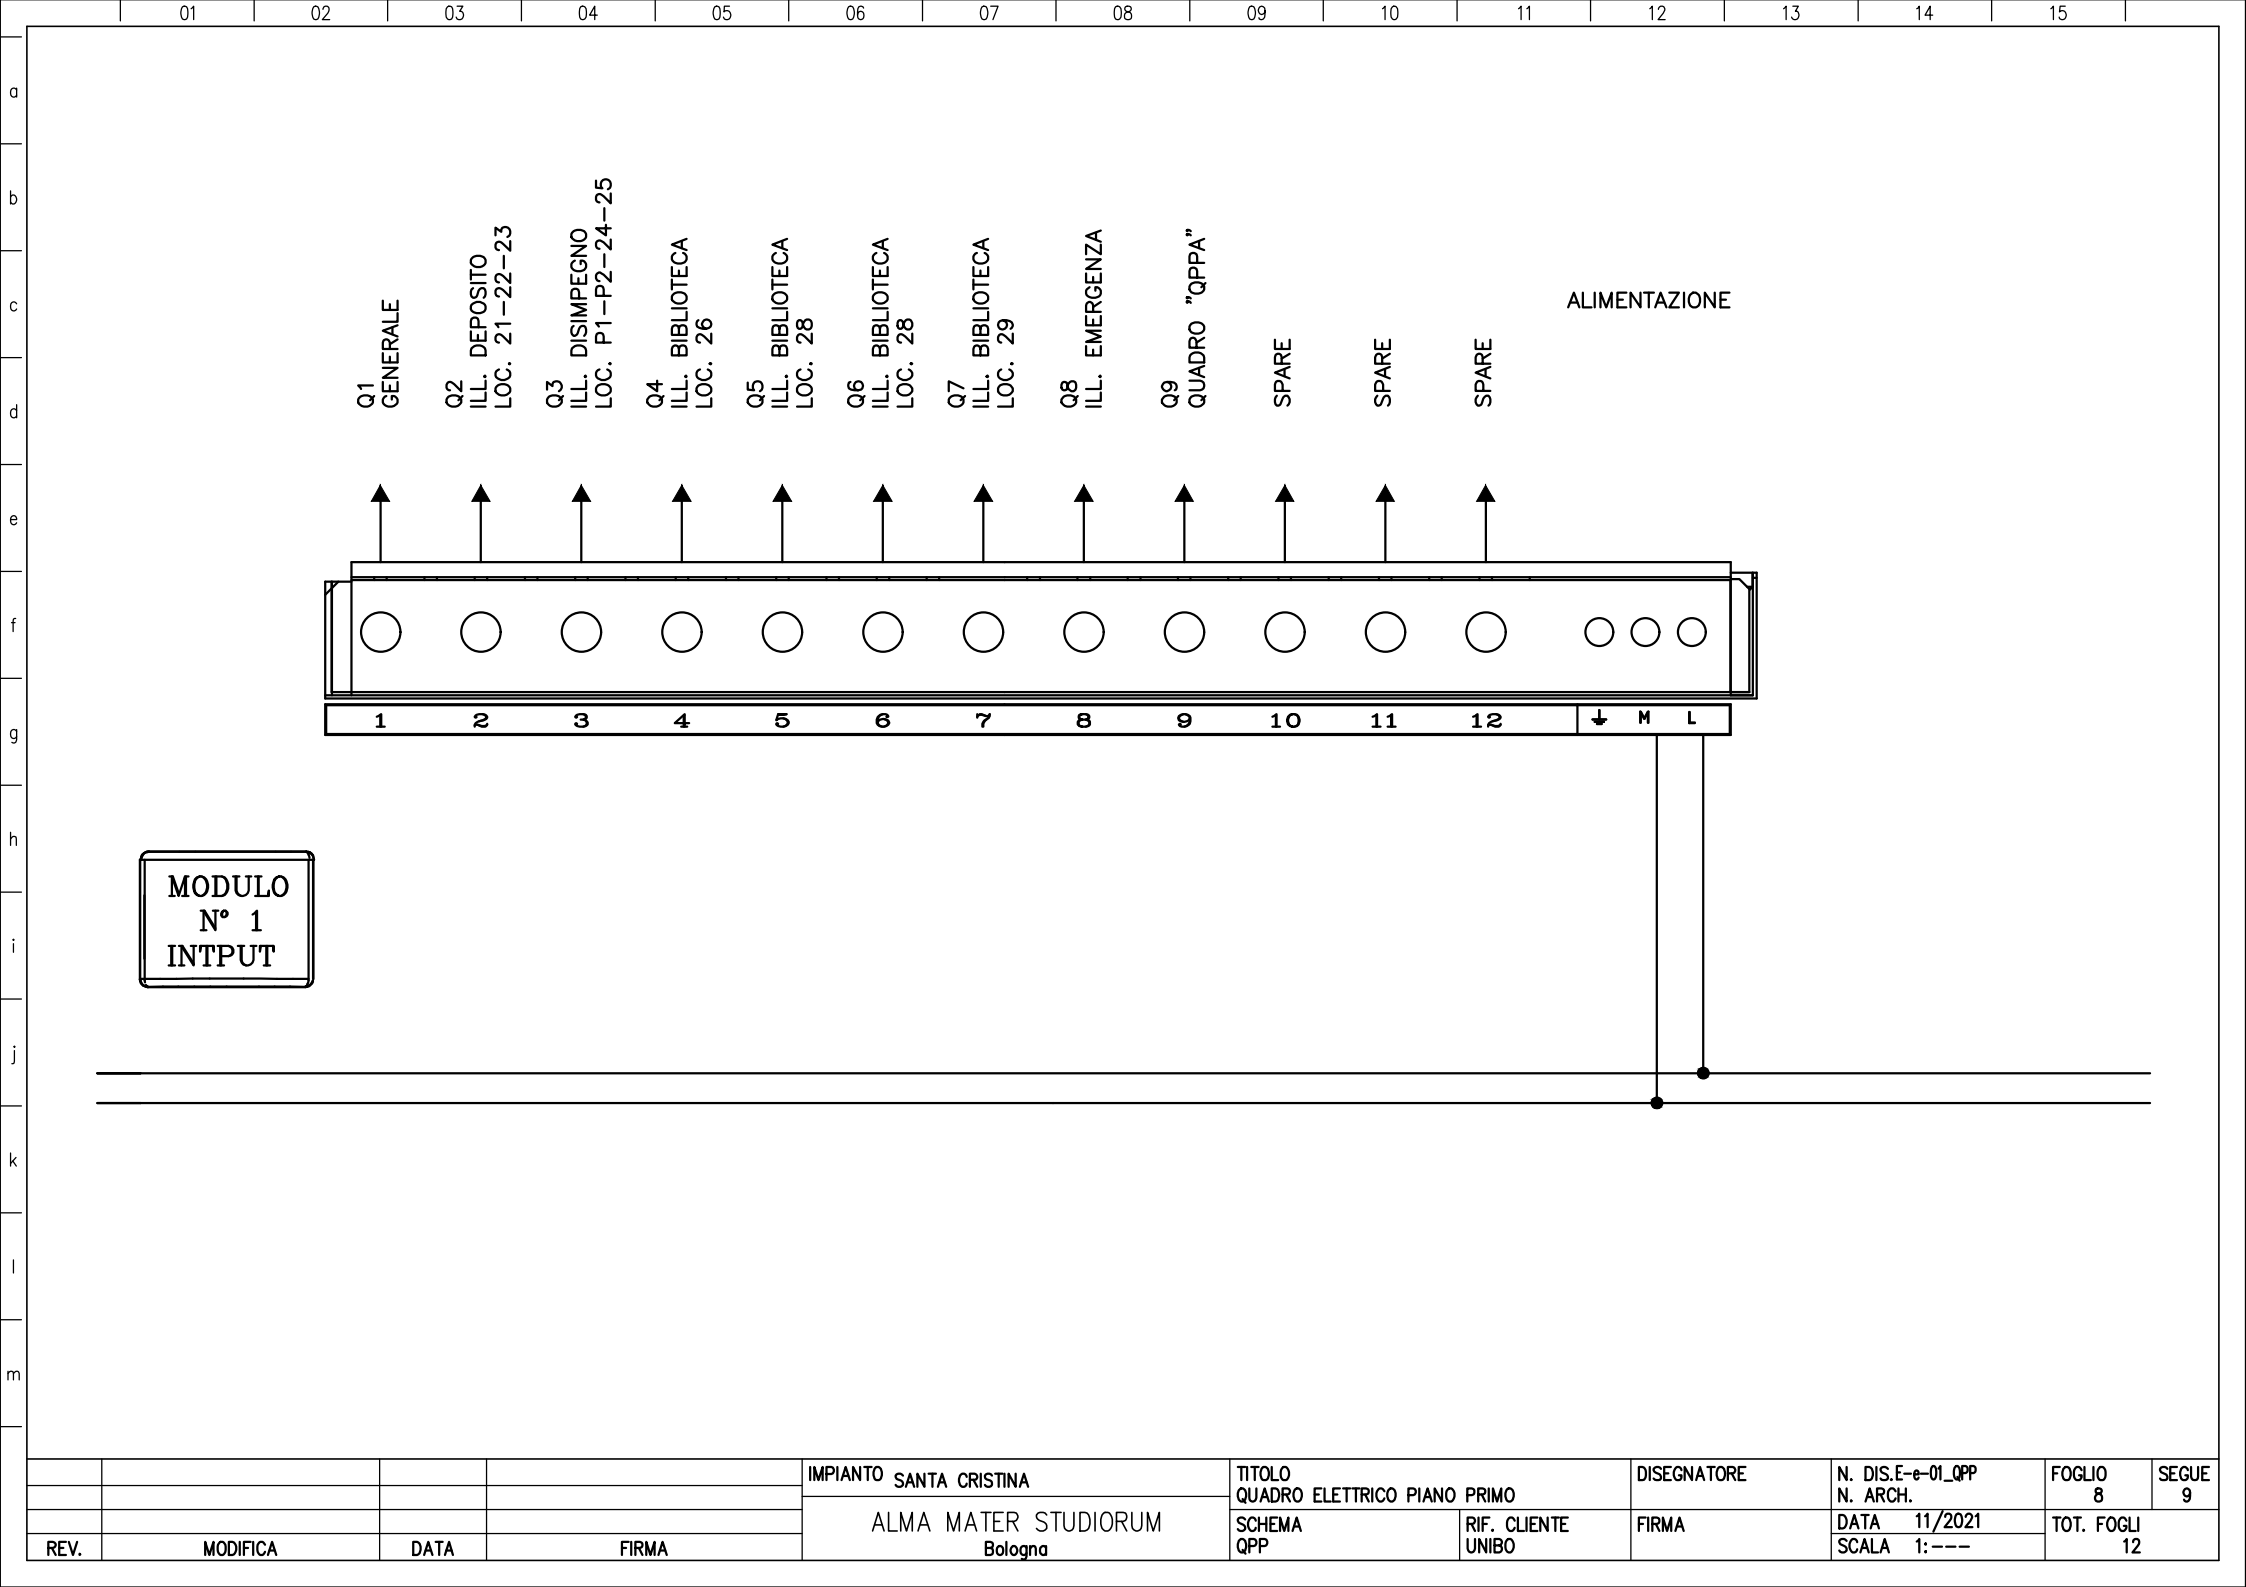 01 02 03 04 05 06 07 08 09 10 11 12 13 14 15
a
b
c
d
e
f
g
h
i
j
k
l
m
Q1
GENERALE
Q2
ILL. DEPOSITO
LOC. 21-22-23
Q3
ILL. DISIMPEGNO
LOC. P1-P2-24-25
Q4
ILL. BIBLIOTECA
LOC. 26
Q5
ILL. BIBLIOTECA
LOC. 28
Q6
ILL. BIBLIOTECA
LOC. 28
Q7
ILL. BIBLIOTECA
LOC. 29
Q8
ILL. EMERGENZA
Q9
QUADRO "QPPA"
SPARE
SPARE
SPARE
ALIMENTAZIONE
1 2 3 4 5 6 7 8 9 10 11 12 M L
MODULO
N° 1
INTPUT
REV. MODIFICA DATA FIRMA
IMPIANTO SANTA CRISTINA
ALMA MATER STUDIORUM
Bologna
TITOLO
QUADRO ELETTRICO PIANO PRIMO
SCHEMA
QPP
RIF. CLIENTE
UNIBO
DISEGNATORE
FIRMA
N. DIS.E-e-01_QPP
N. ARCH.
DATA 11/2021
SCALA 1:---
FOGLIO
8
SEGUE
9
TOT. FOGLI
12